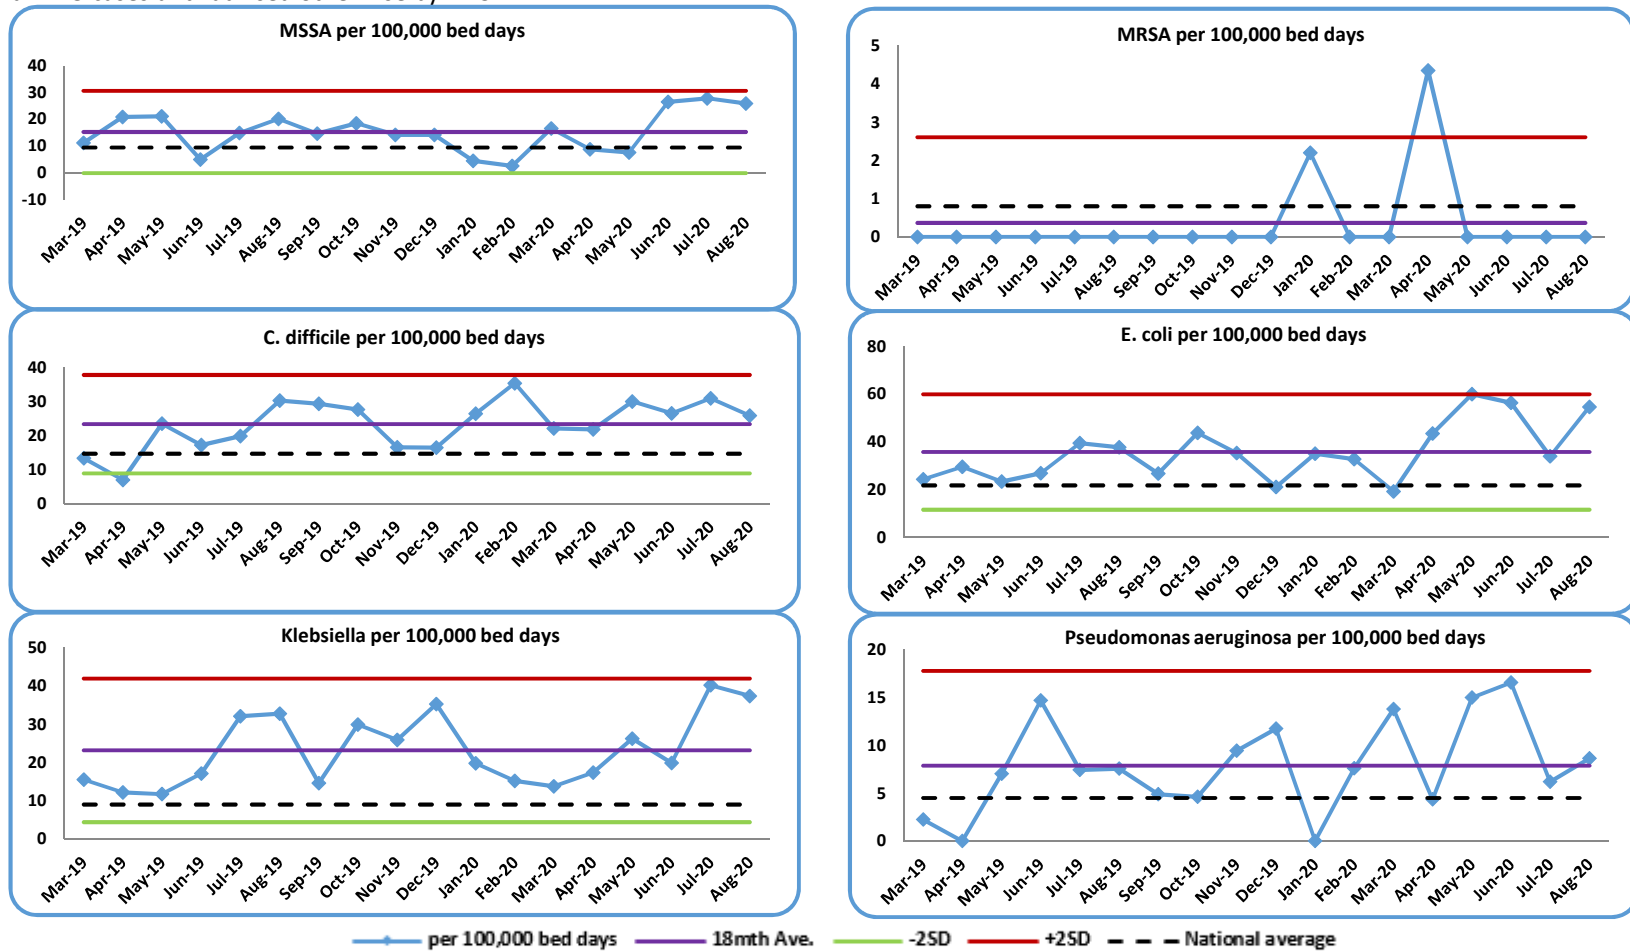 MSSA per 100,000 bed days
40
30
20
10
0
-10
Mar-19 Apr-19 May-19 Jun-19 Jul-19 Aug-19 Sep-19 Oct-19 Nov-19 Dec-19 Jan-20 Feb-20 Mar-20 Apr-20 May-20 Jun-20 Jul-20 Aug-20
MRSA per 100,000 bed days
5
4
3
2
1
0
Mar-19 Apr-19 May-19 Jun-19 Jul-19 Aug-19 Sep-19 Oct-19 Nov-19 Dec-19 Jan-20 Feb-20 Mar-20 Apr-20 May-20 Jun-20 Jul-20 Aug-20
C. difficile per 100,000 bed days
40
30
20
10
0
Mar-19 Apr-19 May-19 Jun-19 Jul-19 Aug-19 Sep-19 Oct-19 Nov-19 Dec-19 Jan-20 Feb-20 Mar-20 Apr-20 May-20 Jun-20 Jul-20 Aug-20
E. coli per 100,000 bed days
80
60
40
20
0
Mar-19 Apr-19 May-19 Jun-19 Jul-19 Aug-19 Sep-19 Oct-19 Nov-19 Dec-19 Jan-20 Feb-20 Mar-20 Apr-20 May-20 Jun-20 Jul-20 Aug-20
Klebsiella per 100,000 bed days
50
40
30
20
10
0
Mar-19 Apr-19 May-19 Jun-19 Jul-19 Aug-19 Sep-19 Oct-19 Nov-19 Dec-19 Jan-20 Feb-20 Mar-20 Apr-20 May-20 Jun-20 Jul-20 Aug-20
Pseudomonas aeruginosa per 100,000 bed days
20
15
10
5
0
Mar-19 Apr-19 May-19 Jun-19 Jul-19 Aug-19 Sep-19 Oct-19 Nov-19 Dec-19 Jan-20 Feb-20 Mar-20 Apr-20 May-20 Jun-20 Jul-20 Aug-20
per 100,000 bed days 18mth Ave. -2SD +2SD National average